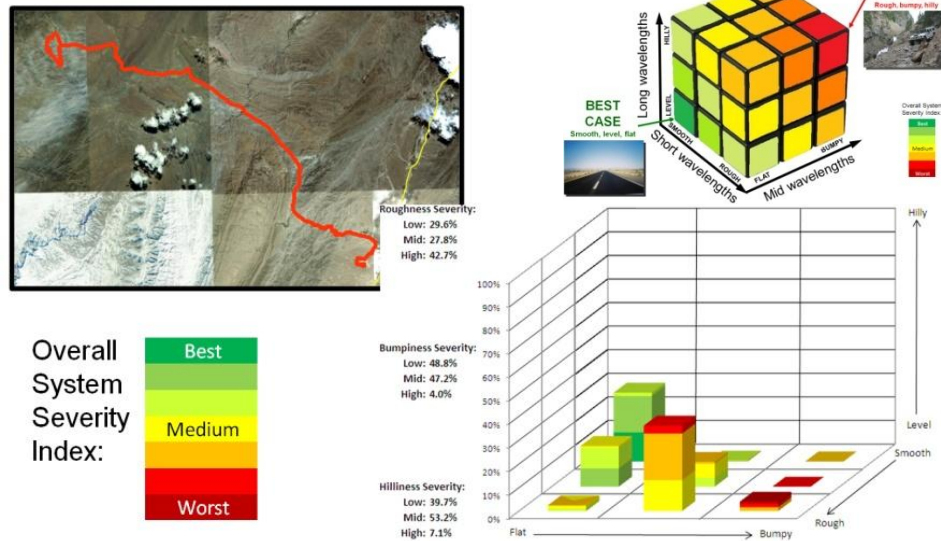 Roughness Severity:
Low: 29.6%
Mid: 27.8%
High: 42.7%
Rough, bumpy, hilly
Long wavelengths
HILLY
LEVEL
BEST
CASE
Smooth, level, flat
SMOOTH
ROUGH
Short wavelengths
FLAT
BUMPY
Mid wavelengths
Overall System
Severity Index:
Best
Medium
Worst
Overall
System
Severity
Index:
Best
Medium
Worst
Bumpiness Severity:
Low: 48.8%
Mid: 47.2%
High: 4.0%
Hilliness Severity:
Low: 39.7%
Mid: 53.2%
High: 7.1%
100%
90%
80%
70%
60%
50%
40%
30%
20%
10%
0%
Hilly
Level
Smooth
Rough
Flat
Bumpy